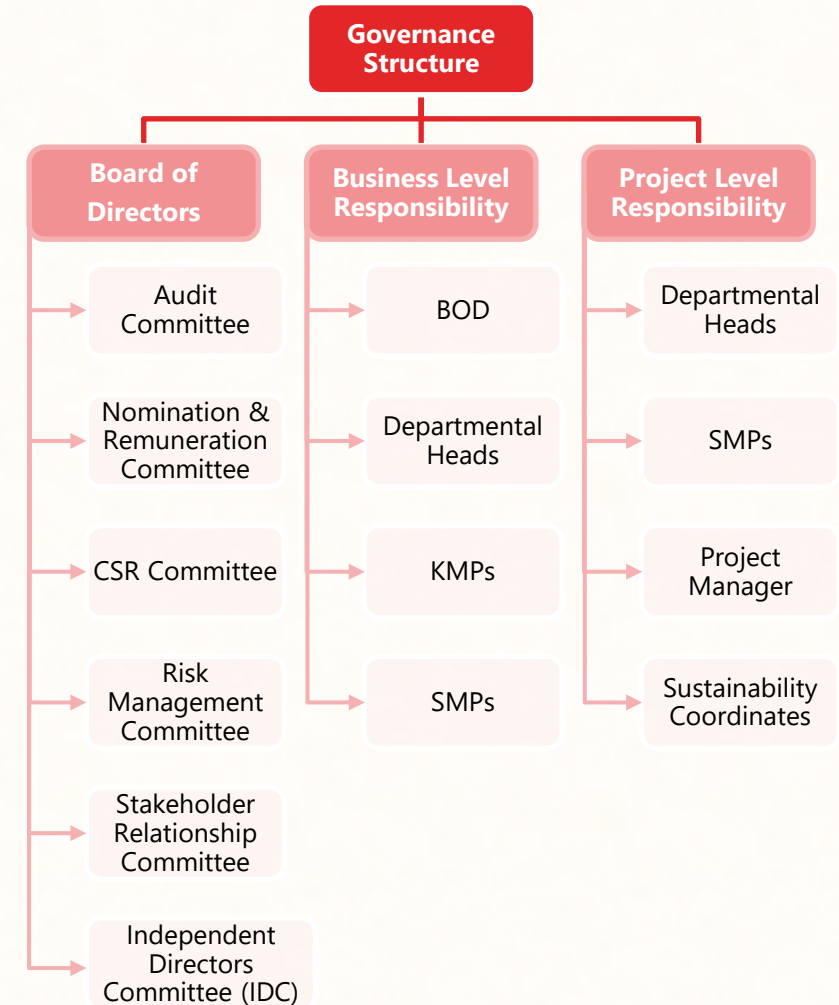 Governance
Structure
Board of
Directors
Audit
Committee
Nomination &
Remuneration
Committee
CSR Committee
Risk
Management
Committee
Stakeholder
Relationship
Committee
Independent
Directors
Committee (IDC)
Business Level
Responsibility
BOD
Departmental
Heads
KMPs
SMPs
Project Level
Responsibility
Departmental
Heads
SMPs
Project
Manager
Sustainability
Coordinates